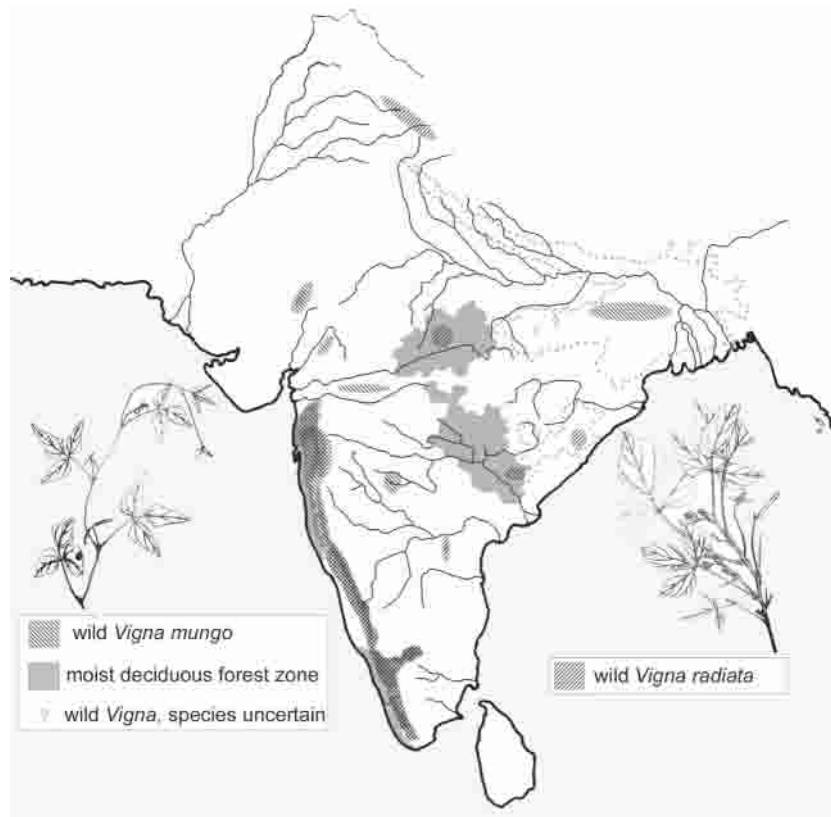 wild Vigna mungo
moist deciduous forest zone
wild Vigna, species uncertain
wild Vigna radiata